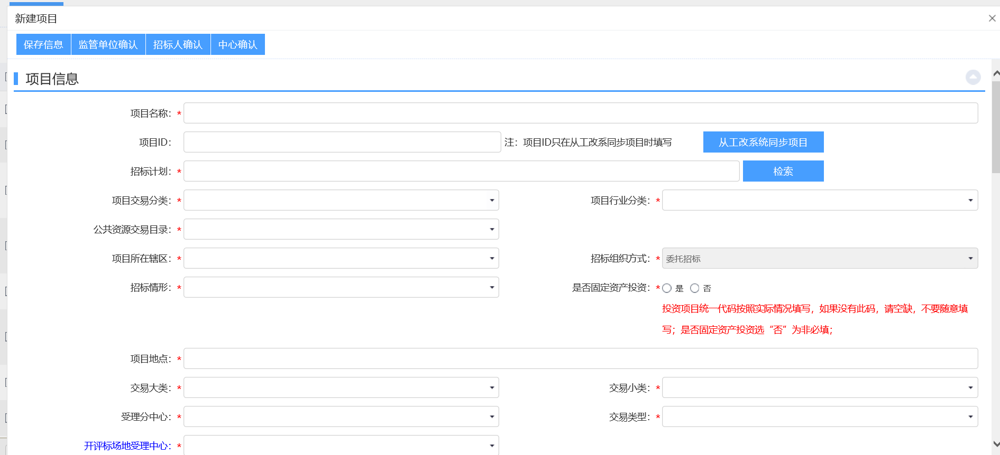 新建项目
保存信息 监管单位确认 招标人确认 中心确认
项目信息
项目名称：*
项目ID： 注：项目ID只在从工改系同步项目时填写 从工改系统同步项目
招标计划：* 检索
项目交易分类：* 项目行业分类：*
公共资源交易目录：*
项目所在辖区：* 招标组织方式：* 委托招标
招标情形：* 是否固定资产投资：* 是 否
投资项目统一代码按照实际情况填写，如果没有此码，请空缺，不要随意填
写；是否固定资产投资选“否”为非必填；
项目地点：*
交易大类：* 交易小类：*
受理分中心：* 交易类型：*
开评标场地受理中心：*